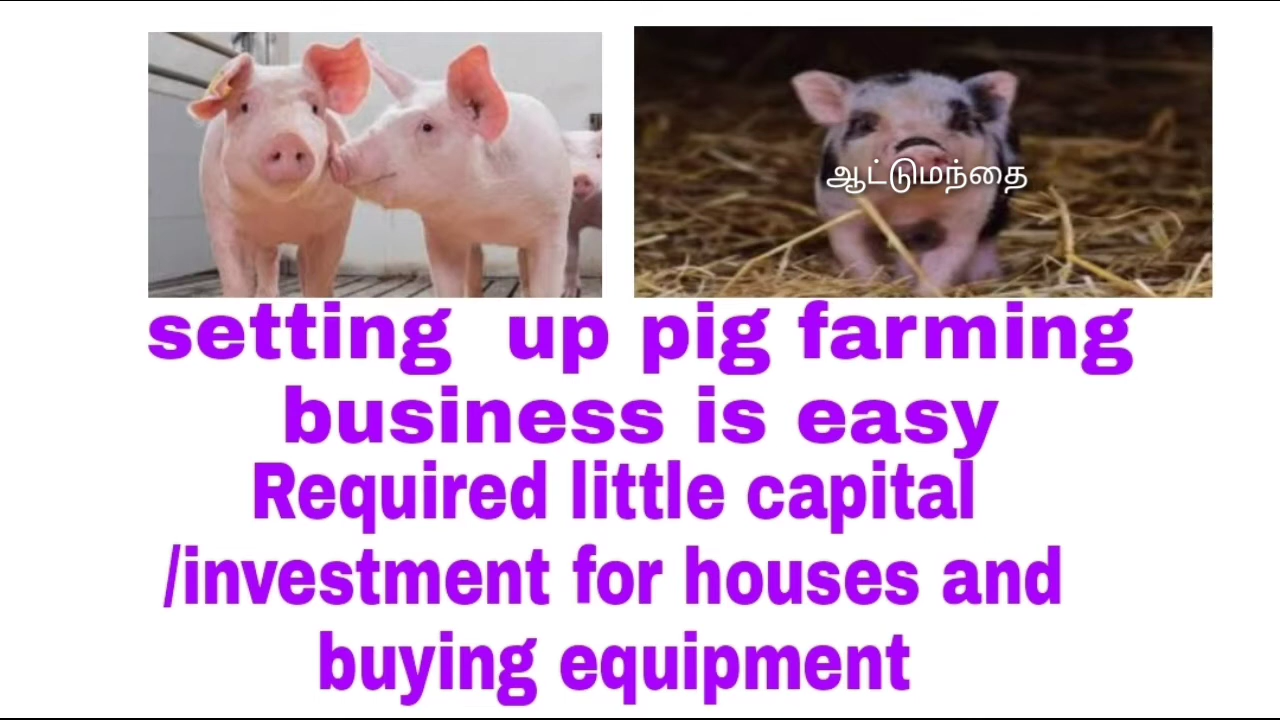 ஆட்டுமந்தை
setting up pig farming
business is easy
Required little capital
/investment for houses and
buying equipment